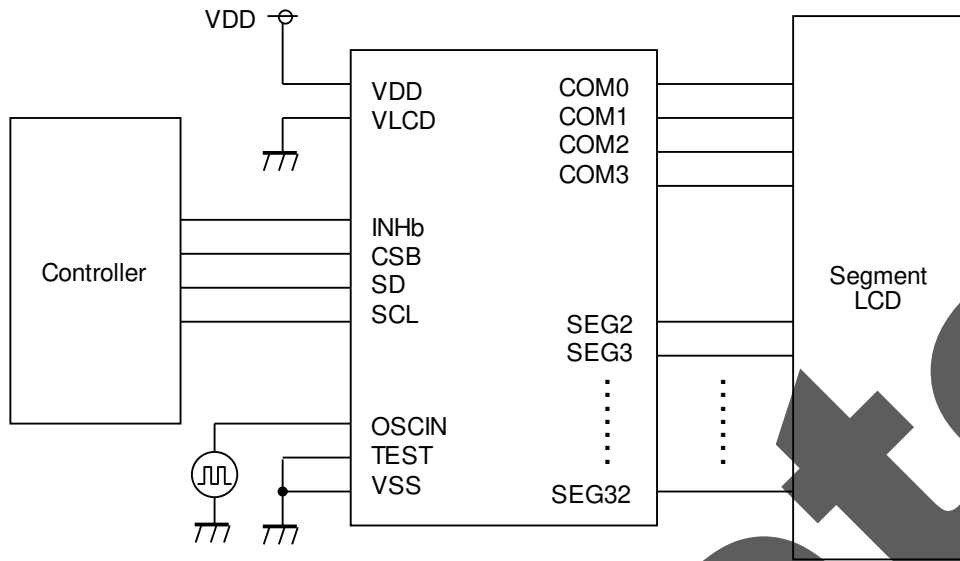 VDD
VDD
VLCD
INHb
CSB
SD
SCL
OSCIN
TEST
VSS
COM0
COM1
COM2
COM3
SEG2
SEG3
SEG32
Controller
Segment
LCD